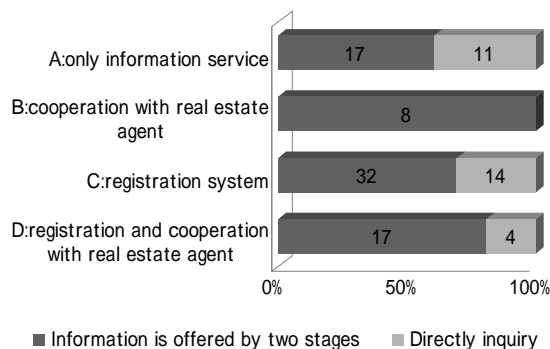 A:only information service
17 11
B:cooperation with real estate
agent
8
C:registration system
32 14
D:registration and cooperation
with real estate agent
17 4
0% 50% 100%
Information is offered by two stages Directly inquiry